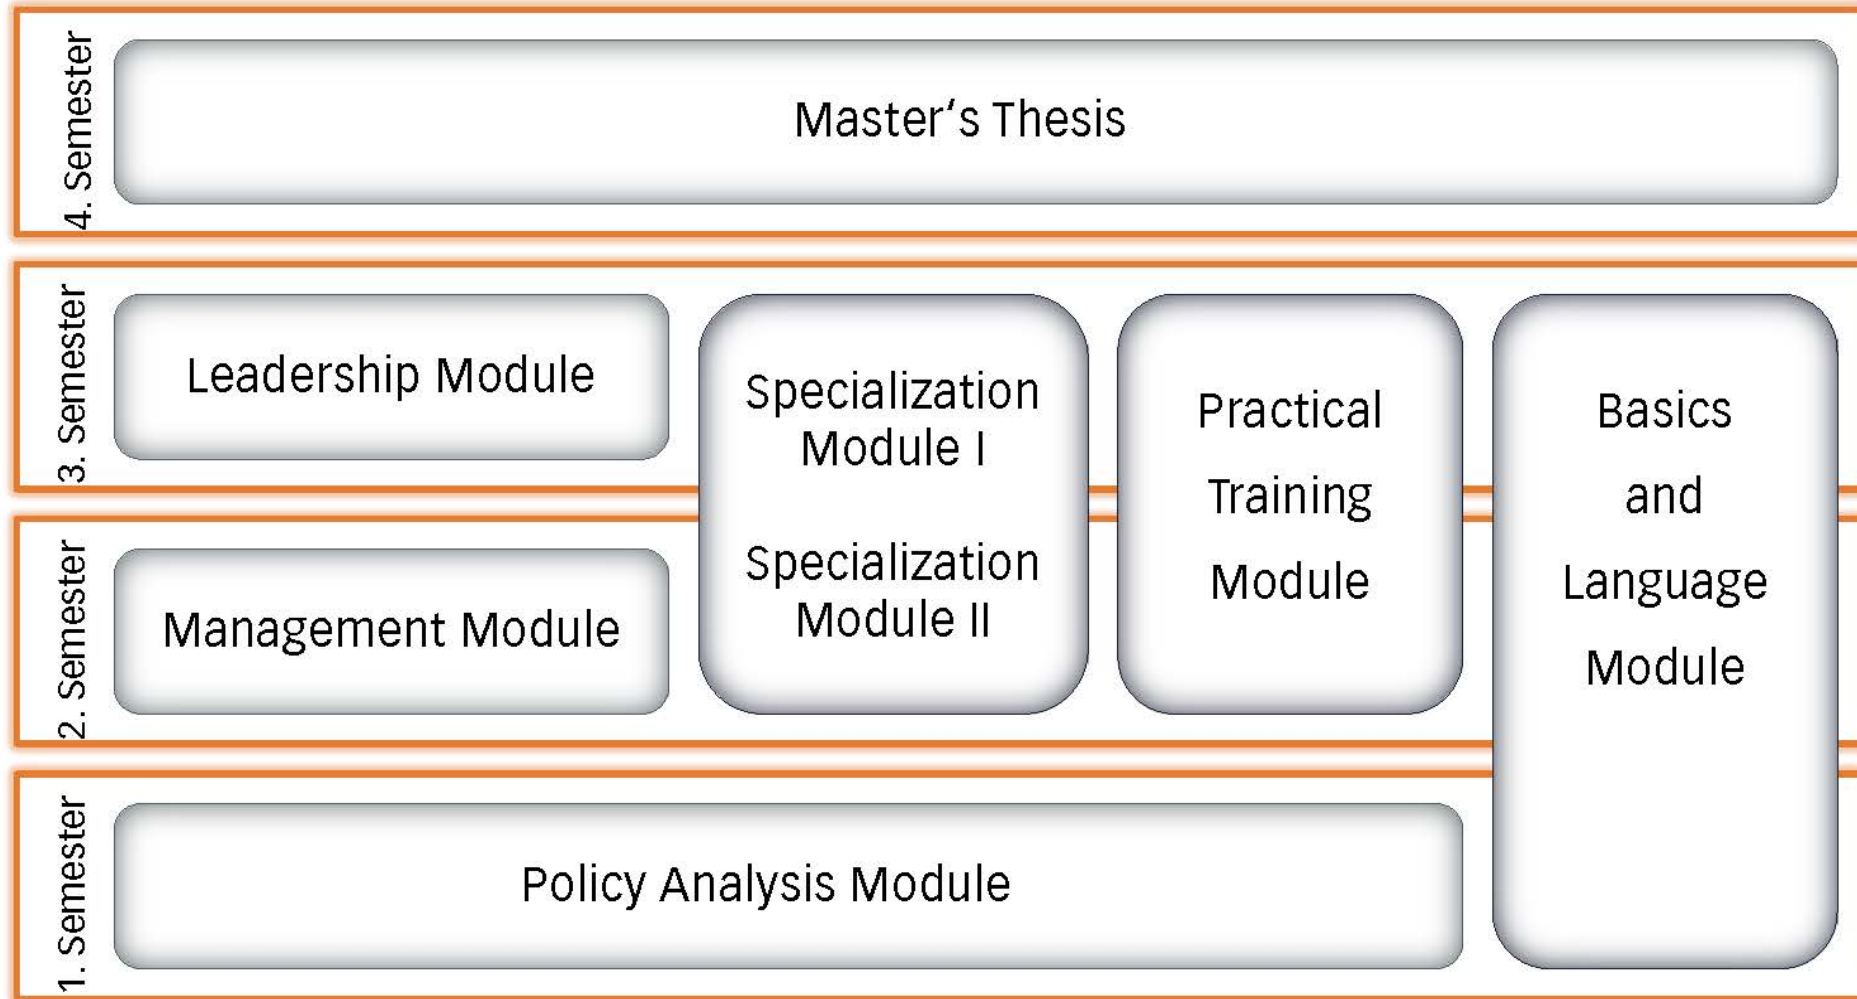 4. Semester
Master‘s Thesis
3. Semester
Leadership Module
Specialization
Module I
Specialization
Module II
Practical
Training
Module
Basics
and
Language
Module
2. Semester
Management Module
1. Semester
Policy Analysis Module